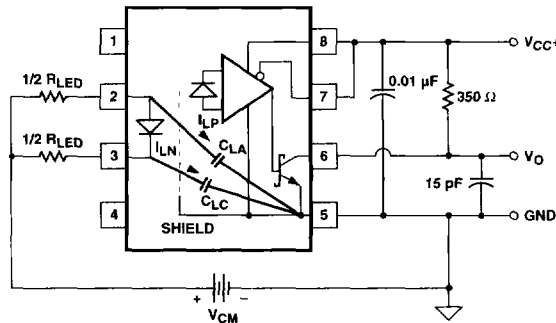 1
8
V_CC+
1/2 R_LED
0.01 µF
350 Ω
2
7
I_LP
1/2 R_LED
I_LN
C_LA
3
6
V_O
C_LC
15 pF
4
5
GND
SHIELD
+
−
V_CM